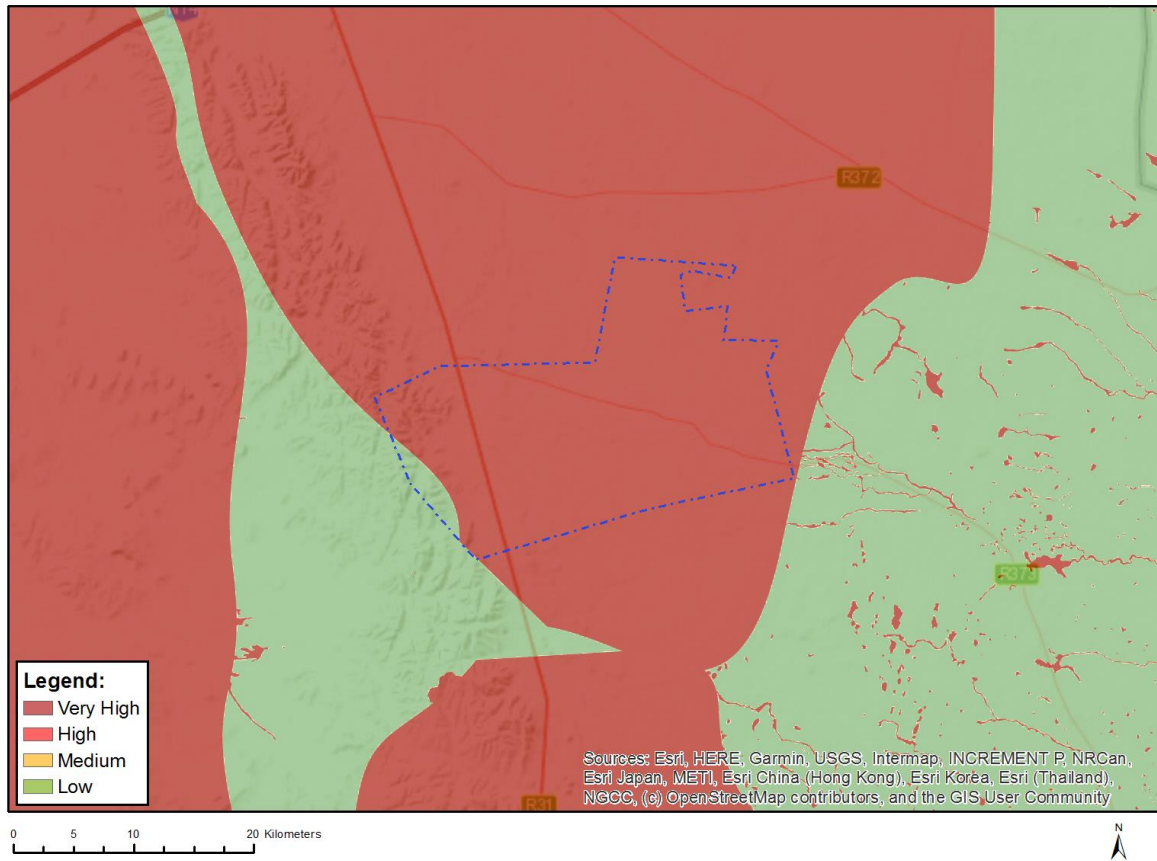 R372
R373
Legend:
Very High
High
Medium
Low
Sources: Esri, HERE, Garmin, USGS, Intermap, INCREMENT P, NRCan,
Esri Japan, METI, Esri China (Hong Kong), Esri Korea, Esri (Thailand),
NGCC, (c) OpenStreetMap contributors, and the GIS User Community
R31
0 5 10 20 Kilometers
N